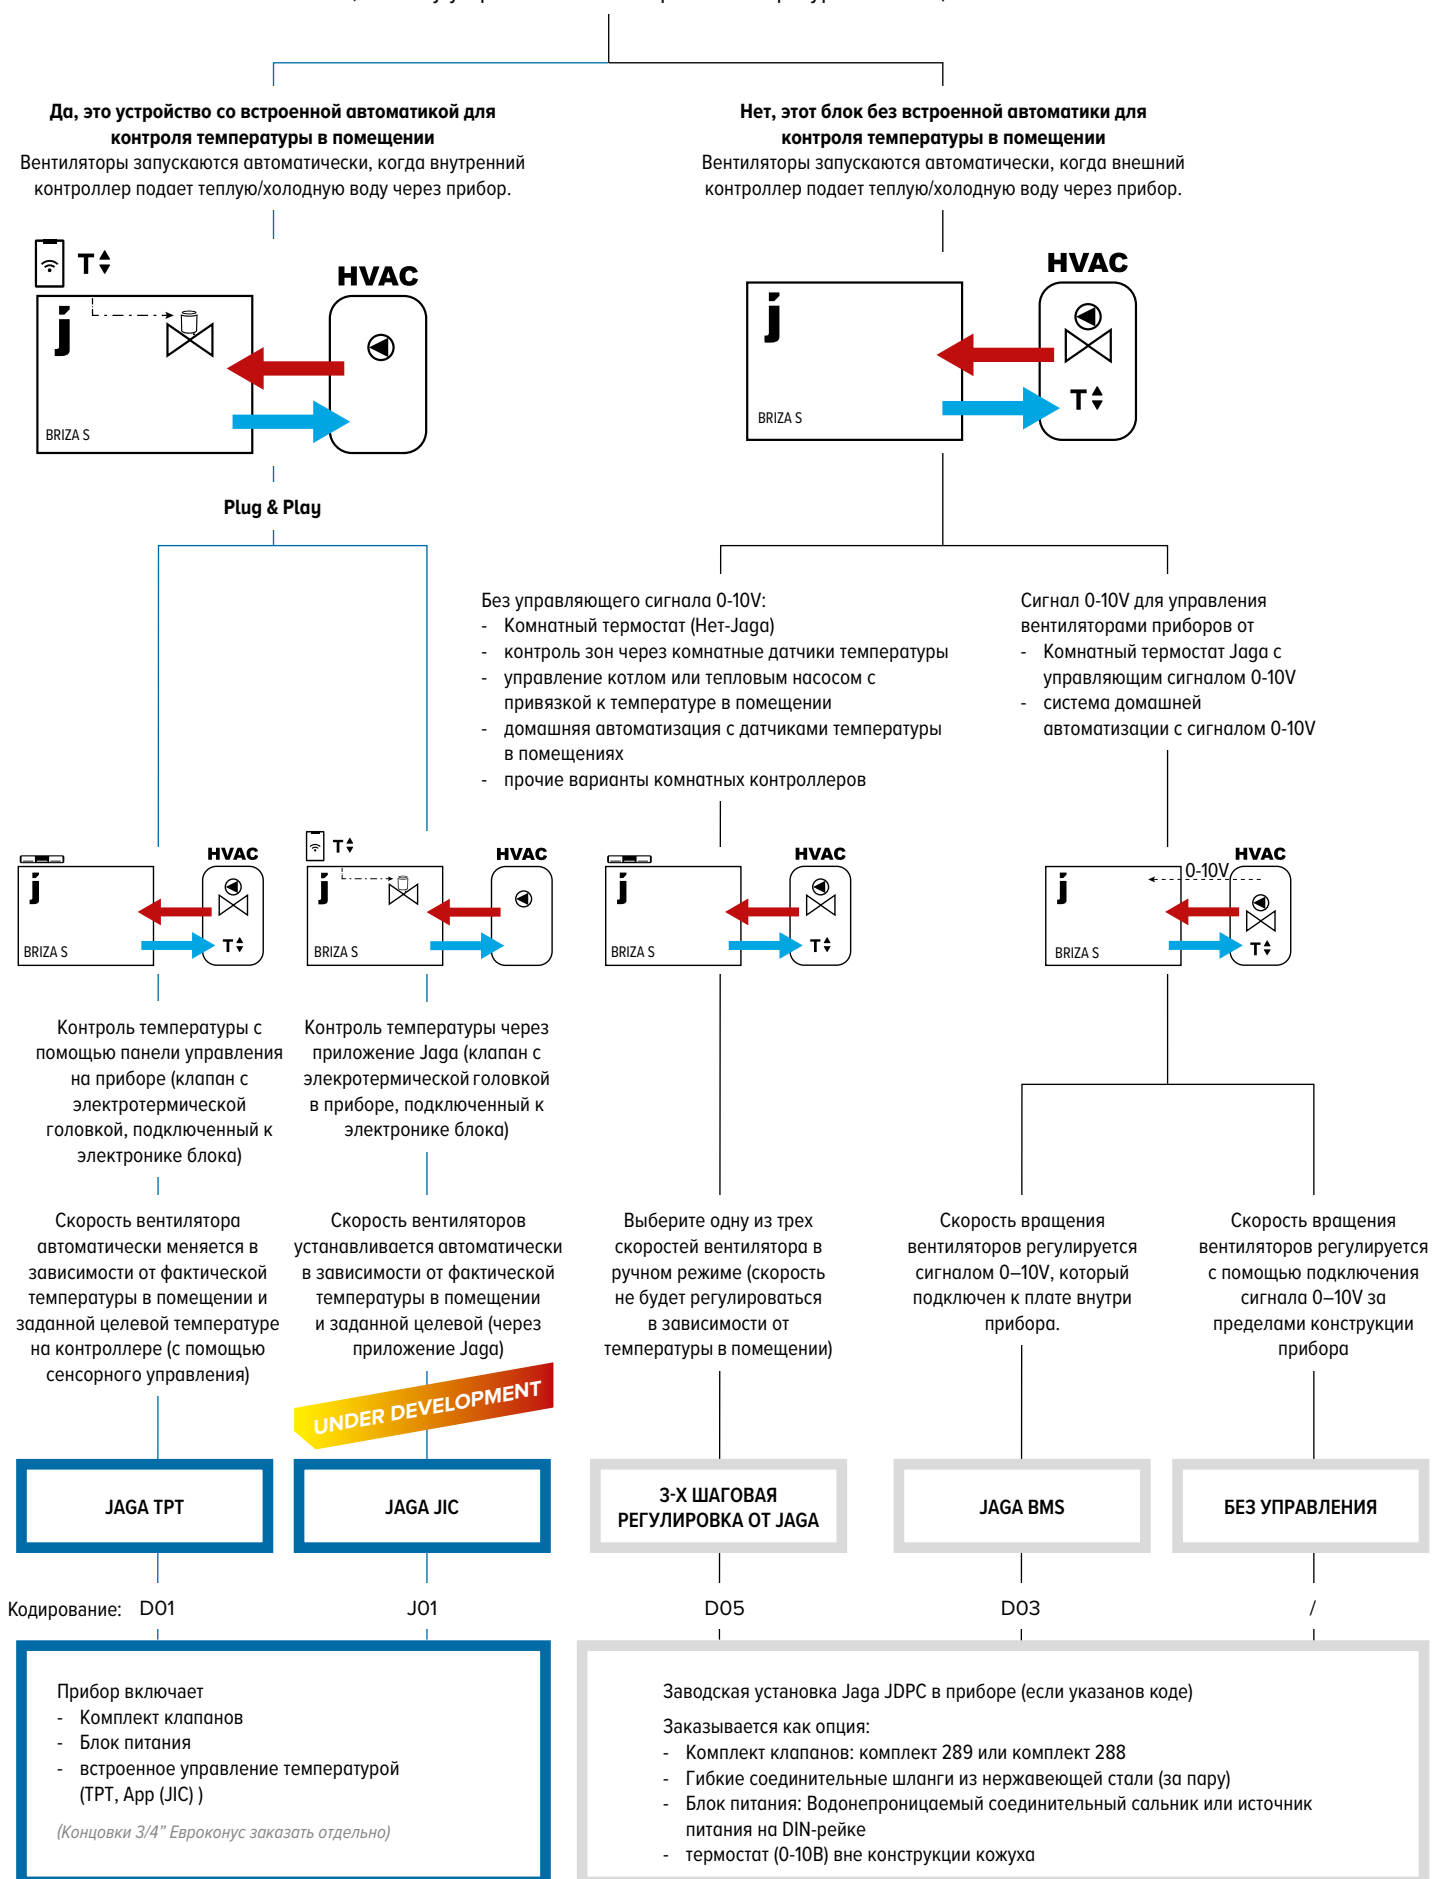 Да, это устройство со встроенной автоматикой для
контроля температуры в помещении
Вентиляторы запускаются автоматически, когда внутренний
контроллер подает теплую/холодную воду через прибор.
Нет, этот блок без встроенной автоматики для
контроля температуры в помещении
Вентиляторы запускаются автоматически, когда внешний
контроллер подает теплую/холодную воду через прибор.
T
HVAC
j
BRIZA S
HVAC
j
T
BRIZA S
Plug & Play
Без управляющего сигнала 0-10V:
- Комнатный термостат (Нет-Jaga)
- контроль зон через комнатные датчики температуры
- управление котлом или тепловым насосом с
привязкой к температуре в помещении
- домашняя автоматизация с датчиками температуры
в помещениях
- прочие варианты комнатных контроллеров
Сигнал 0-10V для управления
вентиляторами приборов от
- Комнатный термостат Jaga с
управляющим сигналом 0-10V
- система домашней
автоматизации с сигналом 0-10V
HVAC
j
BRIZA S
T
T
HVAC
j
BRIZA S
HVAC
j
BRIZA S
T
HVAC
0-10V
j
BRIZA S
T
Контроль температуры с
помощью панели управления
на приборе (клапан с
электротермической
головкой, подключенный к
электронике блока)
Контроль температуры через
приложение Jaga (клапан с
элекротермической головкой
в приборе, подключенный к
электронике блока)
Скорость вентилятора
автоматически меняется в
зависимости от фактической
температуры в помещении и
заданной целевой температуре
на контроллере (с помощью
сенсорного управления)
Скорость вентиляторов
устанавливается автоматически
в зависимости от фактической
температуры в помещении
и заданной целевой (через
приложение Jaga)
Выберите одну из трех
скоростей вентилятора в
ручном режиме (скорость
не будет регулироваться
в зависимости от
температуры в помещении)
Скорость вращения
вентиляторов регулируется
сигналом 0–10V, который
подключен к плате внутри
прибора.
Скорость вращения
вентиляторов регулируется
с помощью подключения
сигнала 0–10V за
пределами конструкции
прибора
UNDER DEVELOPMENT
JAGA TPT
JAGA JIC
3-Х ШАГОВАЯ
РЕГУЛИРОВКА ОТ JAGA
JAGA BMS
БЕЗ УПРАВЛЕНИЯ
Кодирование: D01
J01
D05
D03
/
Прибор включает
- Комплект клапанов
- Блок питания
- встроенное управление температурой
(TPT, App (JIC) )
(Концовки 3/4” Евроконус заказать отдельно)
Заводская установка Jaga JDPC в приборе (если указанов коде)
Заказывается как опция:
- Комплект клапанов: комплект 289 или комплект 288
- Гибкие соединительные шланги из нержавеющей стали (за пару)
- Блок питания: Водонепроницаемый соединительный сальник или источник
питания на DIN-рейке
- термостат (0-10В) вне конструкции кожуха